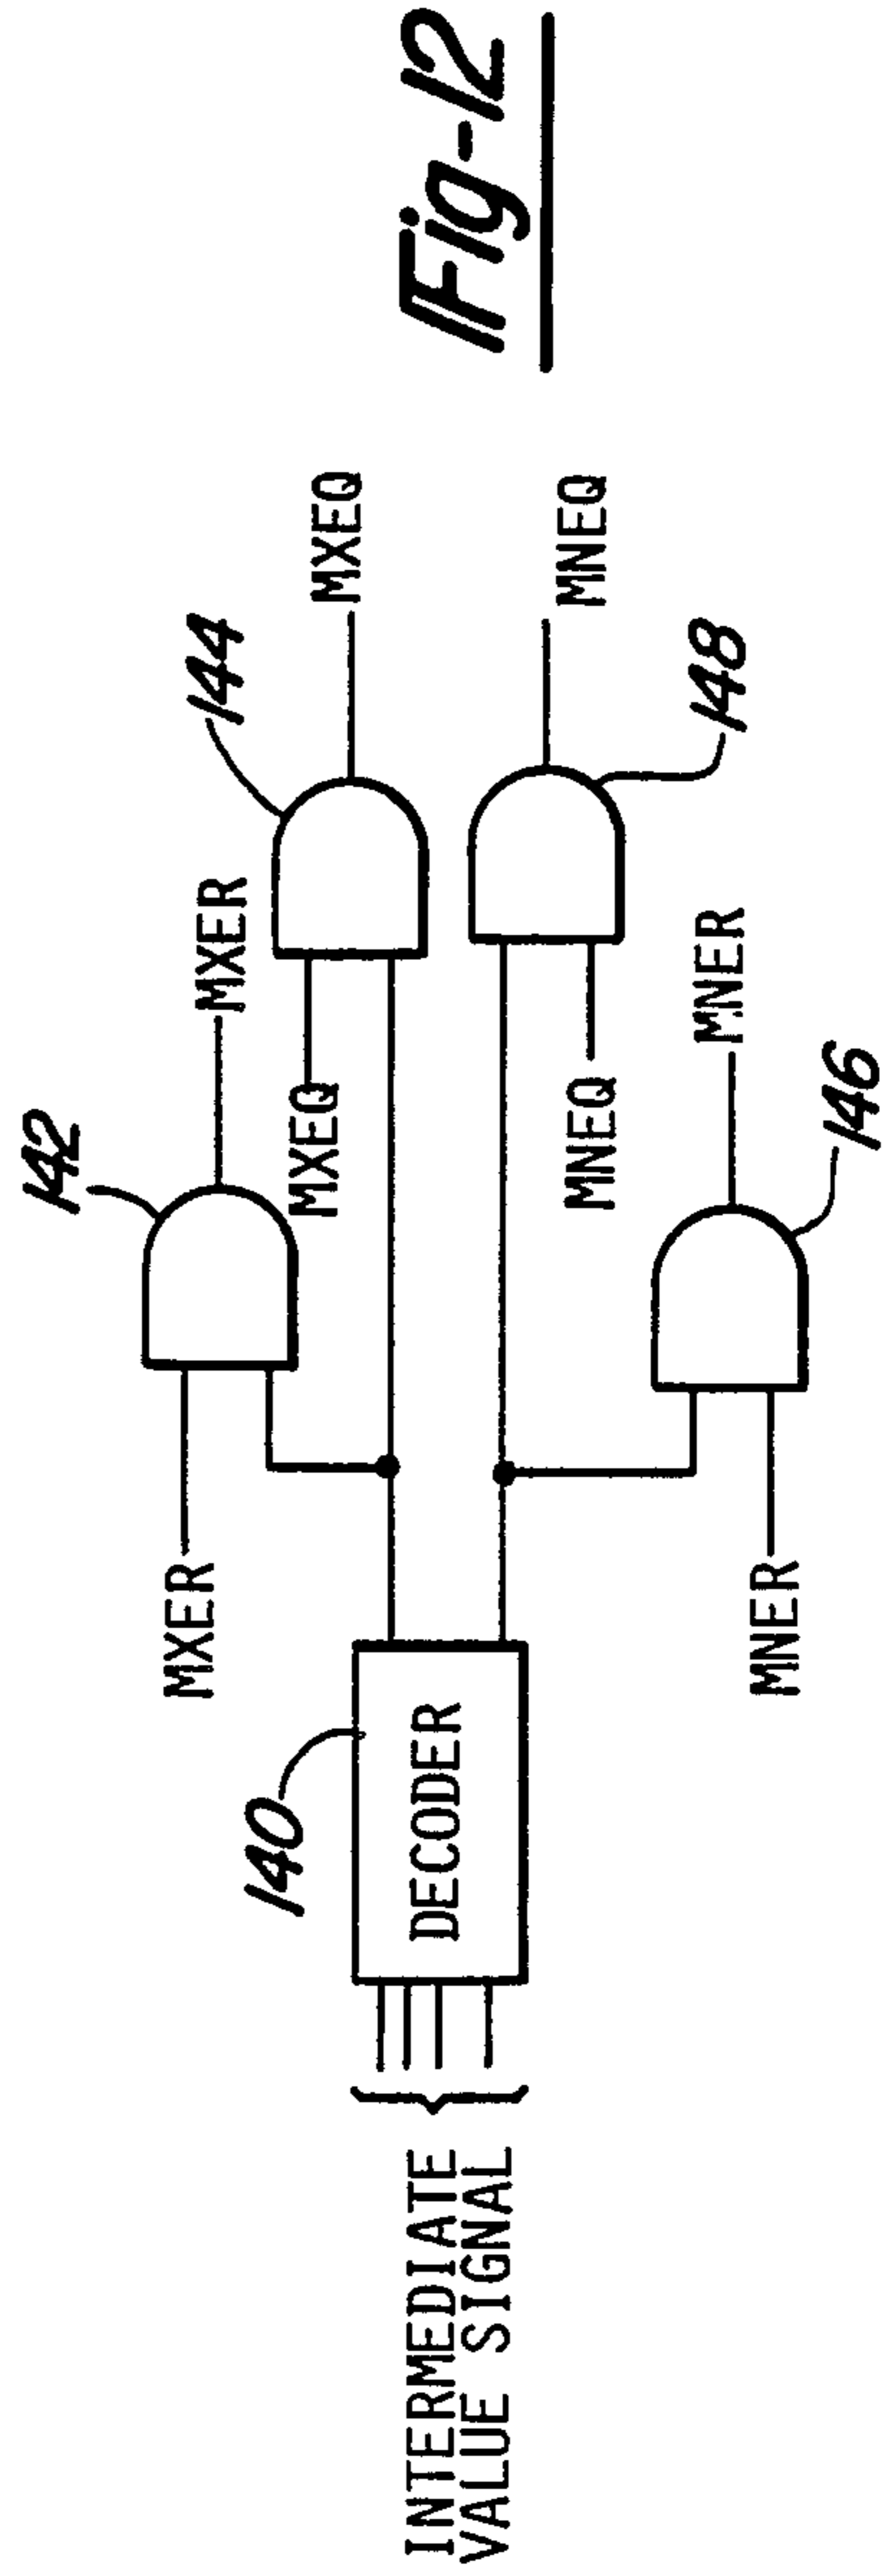 Fig-12
142
MXER
MXER
144
MXEQ
MXEQ
140
DECODER
INTERMEDIATE
VALUE SIGNAL
MNEQ
MNEQ
148
MNER
MNER
146